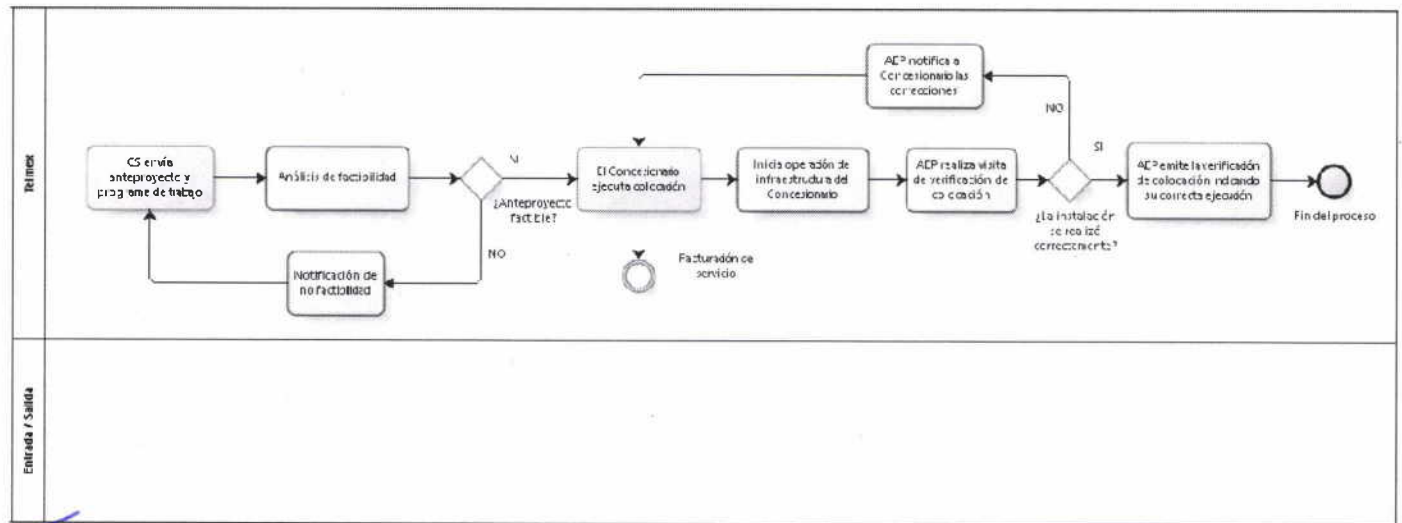 Telmex
CS envía
anteproyecto y
programa de trabajo
Análisis de factibilidad
SI
¿Anteproyecto
factible?
NO
Notificación de
no factibilidad
El Concesionario
ejecuta colocación
Facturación de
servicio
Inicia operación de
infraestructura del
Concesionario
AEP realiza visita
de verificación de
colocación
AEP notifica a
Concesionario las
correcciones
NO
SI
¿La instalación
se realizó
correctamente?
AEP emite la verificación
de colocación indicando
su correcta ejecución
Fin del proceso
Entrada / Salida